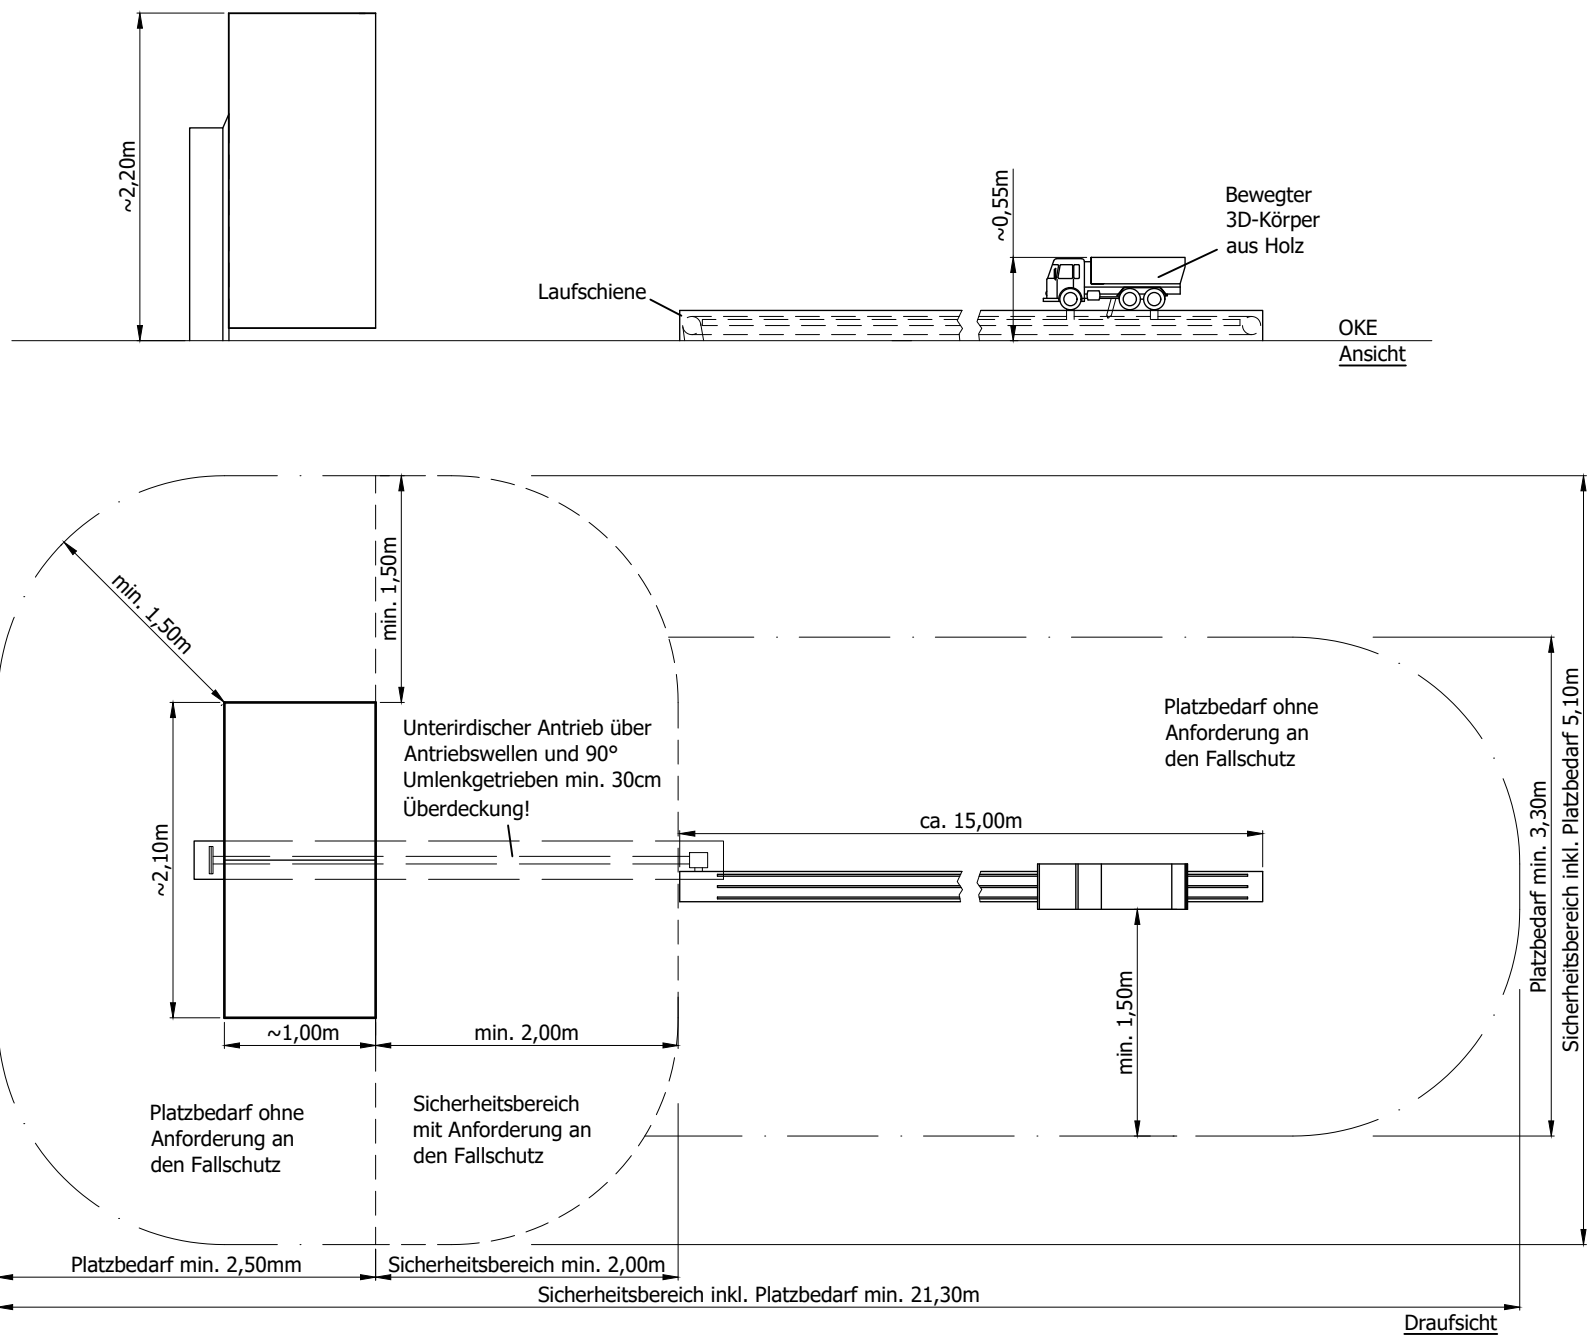 ~2,20m
~0,55m
Bewegter
3D-Körper
aus Holz
Laufschiene
OKE
Ansicht
min. 1,50m
min. 1,50m
Unterirdischer Antrieb über
Antriebswellen und 90°
Umlenkgetrieben min. 30cm
Überdeckung!
Platzbedarf ohne
Anforderung an
den Fallschutz
~2,10m
ca. 15,00m
Platzbedarf min. 3,30m
Sicherheitsbereich inkl. Platzbedarf 5,10m
~1,00m
min. 2,00m
min. 1,50m
Platzbedarf ohne
Anforderung an
den Fallschutz
Sicherheitsbereich
mit Anforderung an
den Fallschutz
Platzbedarf min. 2,50mm
Sicherheitsbereich min. 2,00m
Sicherheitsbereich inkl. Platzbedarf min. 21,30m
Draufsicht